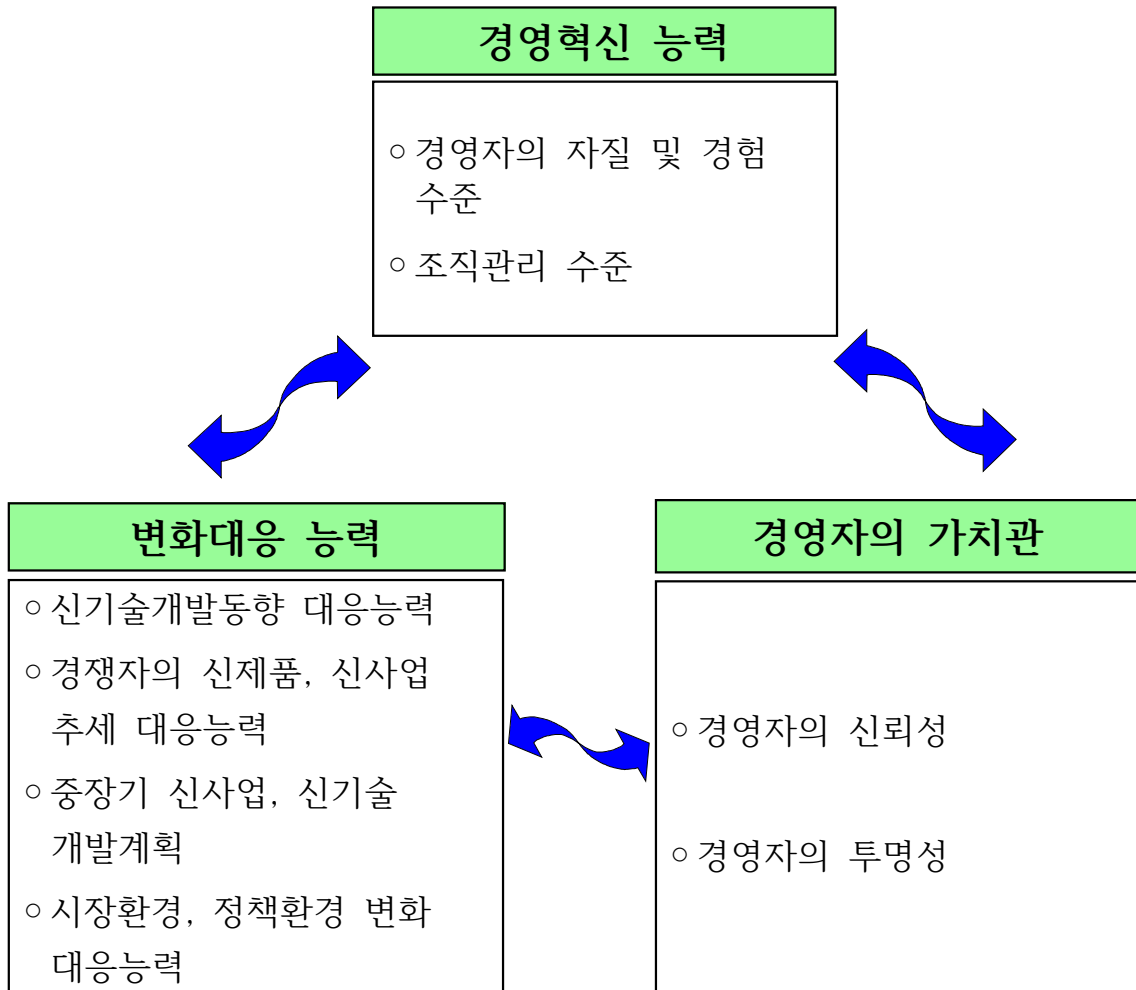 경영혁신 능력
○ 경영자의 자질 및 경험
수준
○ 조직관리 수준
변화대응 능력
○ 신기술개발동향 대응능력
○ 경쟁자의 신제품, 신사업
추세 대응능력
○ 중장기 신사업, 신기술
개발계획
○ 시장환경, 정책환경 변화
대응능력
경영자의 가치관
○ 경영자의 신뢰성
○ 경영자의 투명성